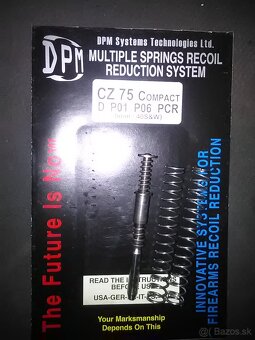 DPM
DPM Systems Technologies Ltd.
MULTIPLE SPRINGS RECOIL
REDUCTION SYSTEM
CZ 75 COMPACT
D P01 P06 PCR
The Future Is Now
INNOVATIVE SYSTEMS FOR
FIREARMS RECOIL REDUCTION
READ THE INSTRUCTIONS
BEFORE USE
Your Marksmanship
Depends On This
Bazos.sk